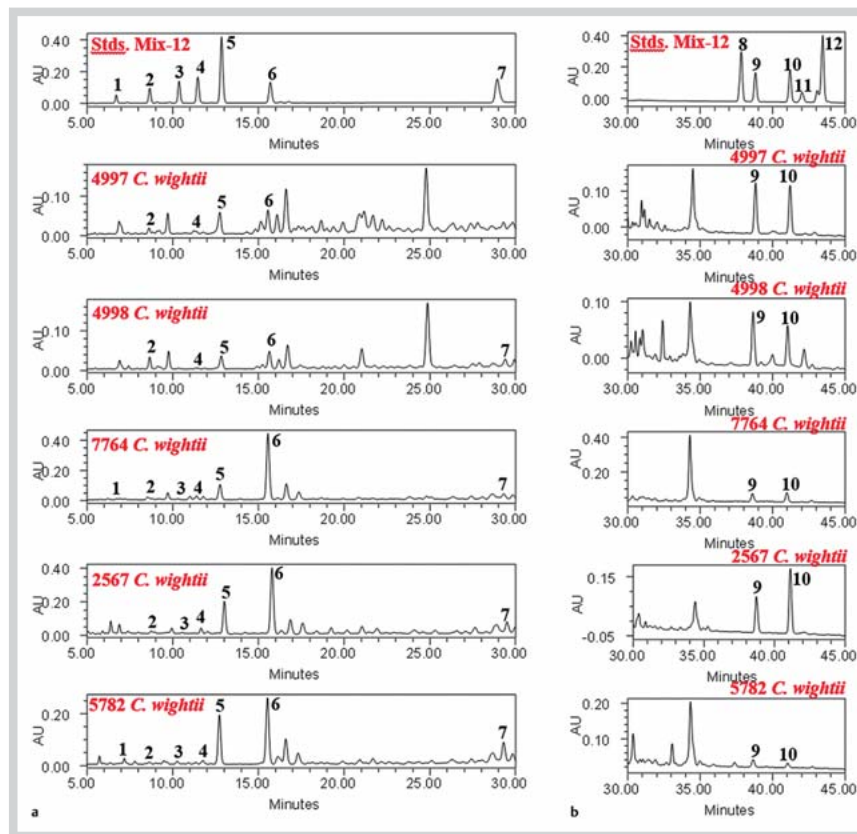 Stds. Mix-12
AU
0.40
0.20
0.00
1 2 3 4 5 6 7
5.00 10.00 15.00 20.00 25.00 30.00
Minutes
4997 C. wightii
AU
0.10
0.00
2 4 5 6
5.00 10.00 15.00 20.00 25.00 30.00
Minutes
4998 C. wightii
AU
0.10
0.00
2 4 5 6 7
5.00 10.00 15.00 20.00 25.00 30.00
Minutes
7764 C. wightii
AU
0.40
0.20
0.00
1 2 3 4 5 6 7
5.00 10.00 15.00 20.00 25.00 30.00
Minutes
2567 C. wightii
AU
0.40
0.20
0.00
2 3 4 5 6 7
5.00 10.00 15.00 20.00 25.00 30.00
Minutes
5782 C. wightii
AU
0.20
0.00
1 2 3 4 5 6 7
5.00 10.00 15.00 20.00 25.00 30.00
Minutes
a
Stds. Mix-12
AU
0.40
0.20
0.00
8 9 10 11 12
30.00 35.00 40.00 45.00
Minutes
4997 C. wightii
AU
0.10
0.00
9 10
30.00 35.00 40.00 45.00
Minutes
4998 C. wightii
AU
0.10
0.00
9 10
30.00 35.00 40.00 45.00
Minutes
7764 C. wightii
AU
0.40
0.20
0.00
9 10
30.00 35.00 40.00 45.00
Minutes
2567 C. wightii
AU
0.15
-0.05
9 10
30.00 35.00 40.00 45.00
Minutes
5782 C. wightii
AU
0.20
0.10
9 10
30.00 35.00 40.00 45.00
Minutes
b